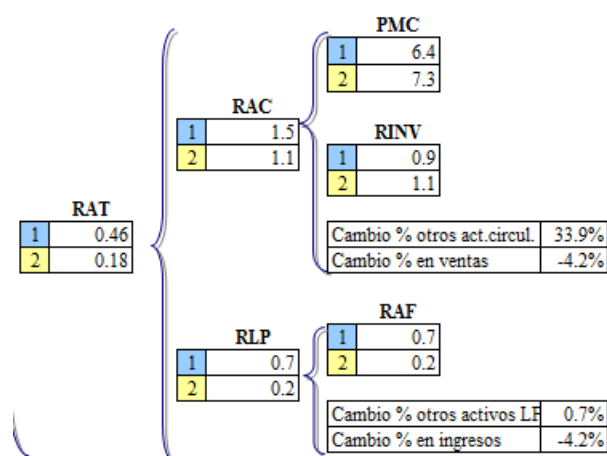 PMC
1 6.4
2 7.3
RAC
1 1.5
2 1.1
RINV
1 0.9
2 1.1
RAT
1 0.46
2 0.18
Cambio % otros act.circul. 33.9%
Cambio % en ventas -4.2%
RAF
1 0.7
2 0.2
RLP
1 0.7
2 0.2
Cambio % otros activos LP 0.7%
Cambio % en ingresos -4.2%